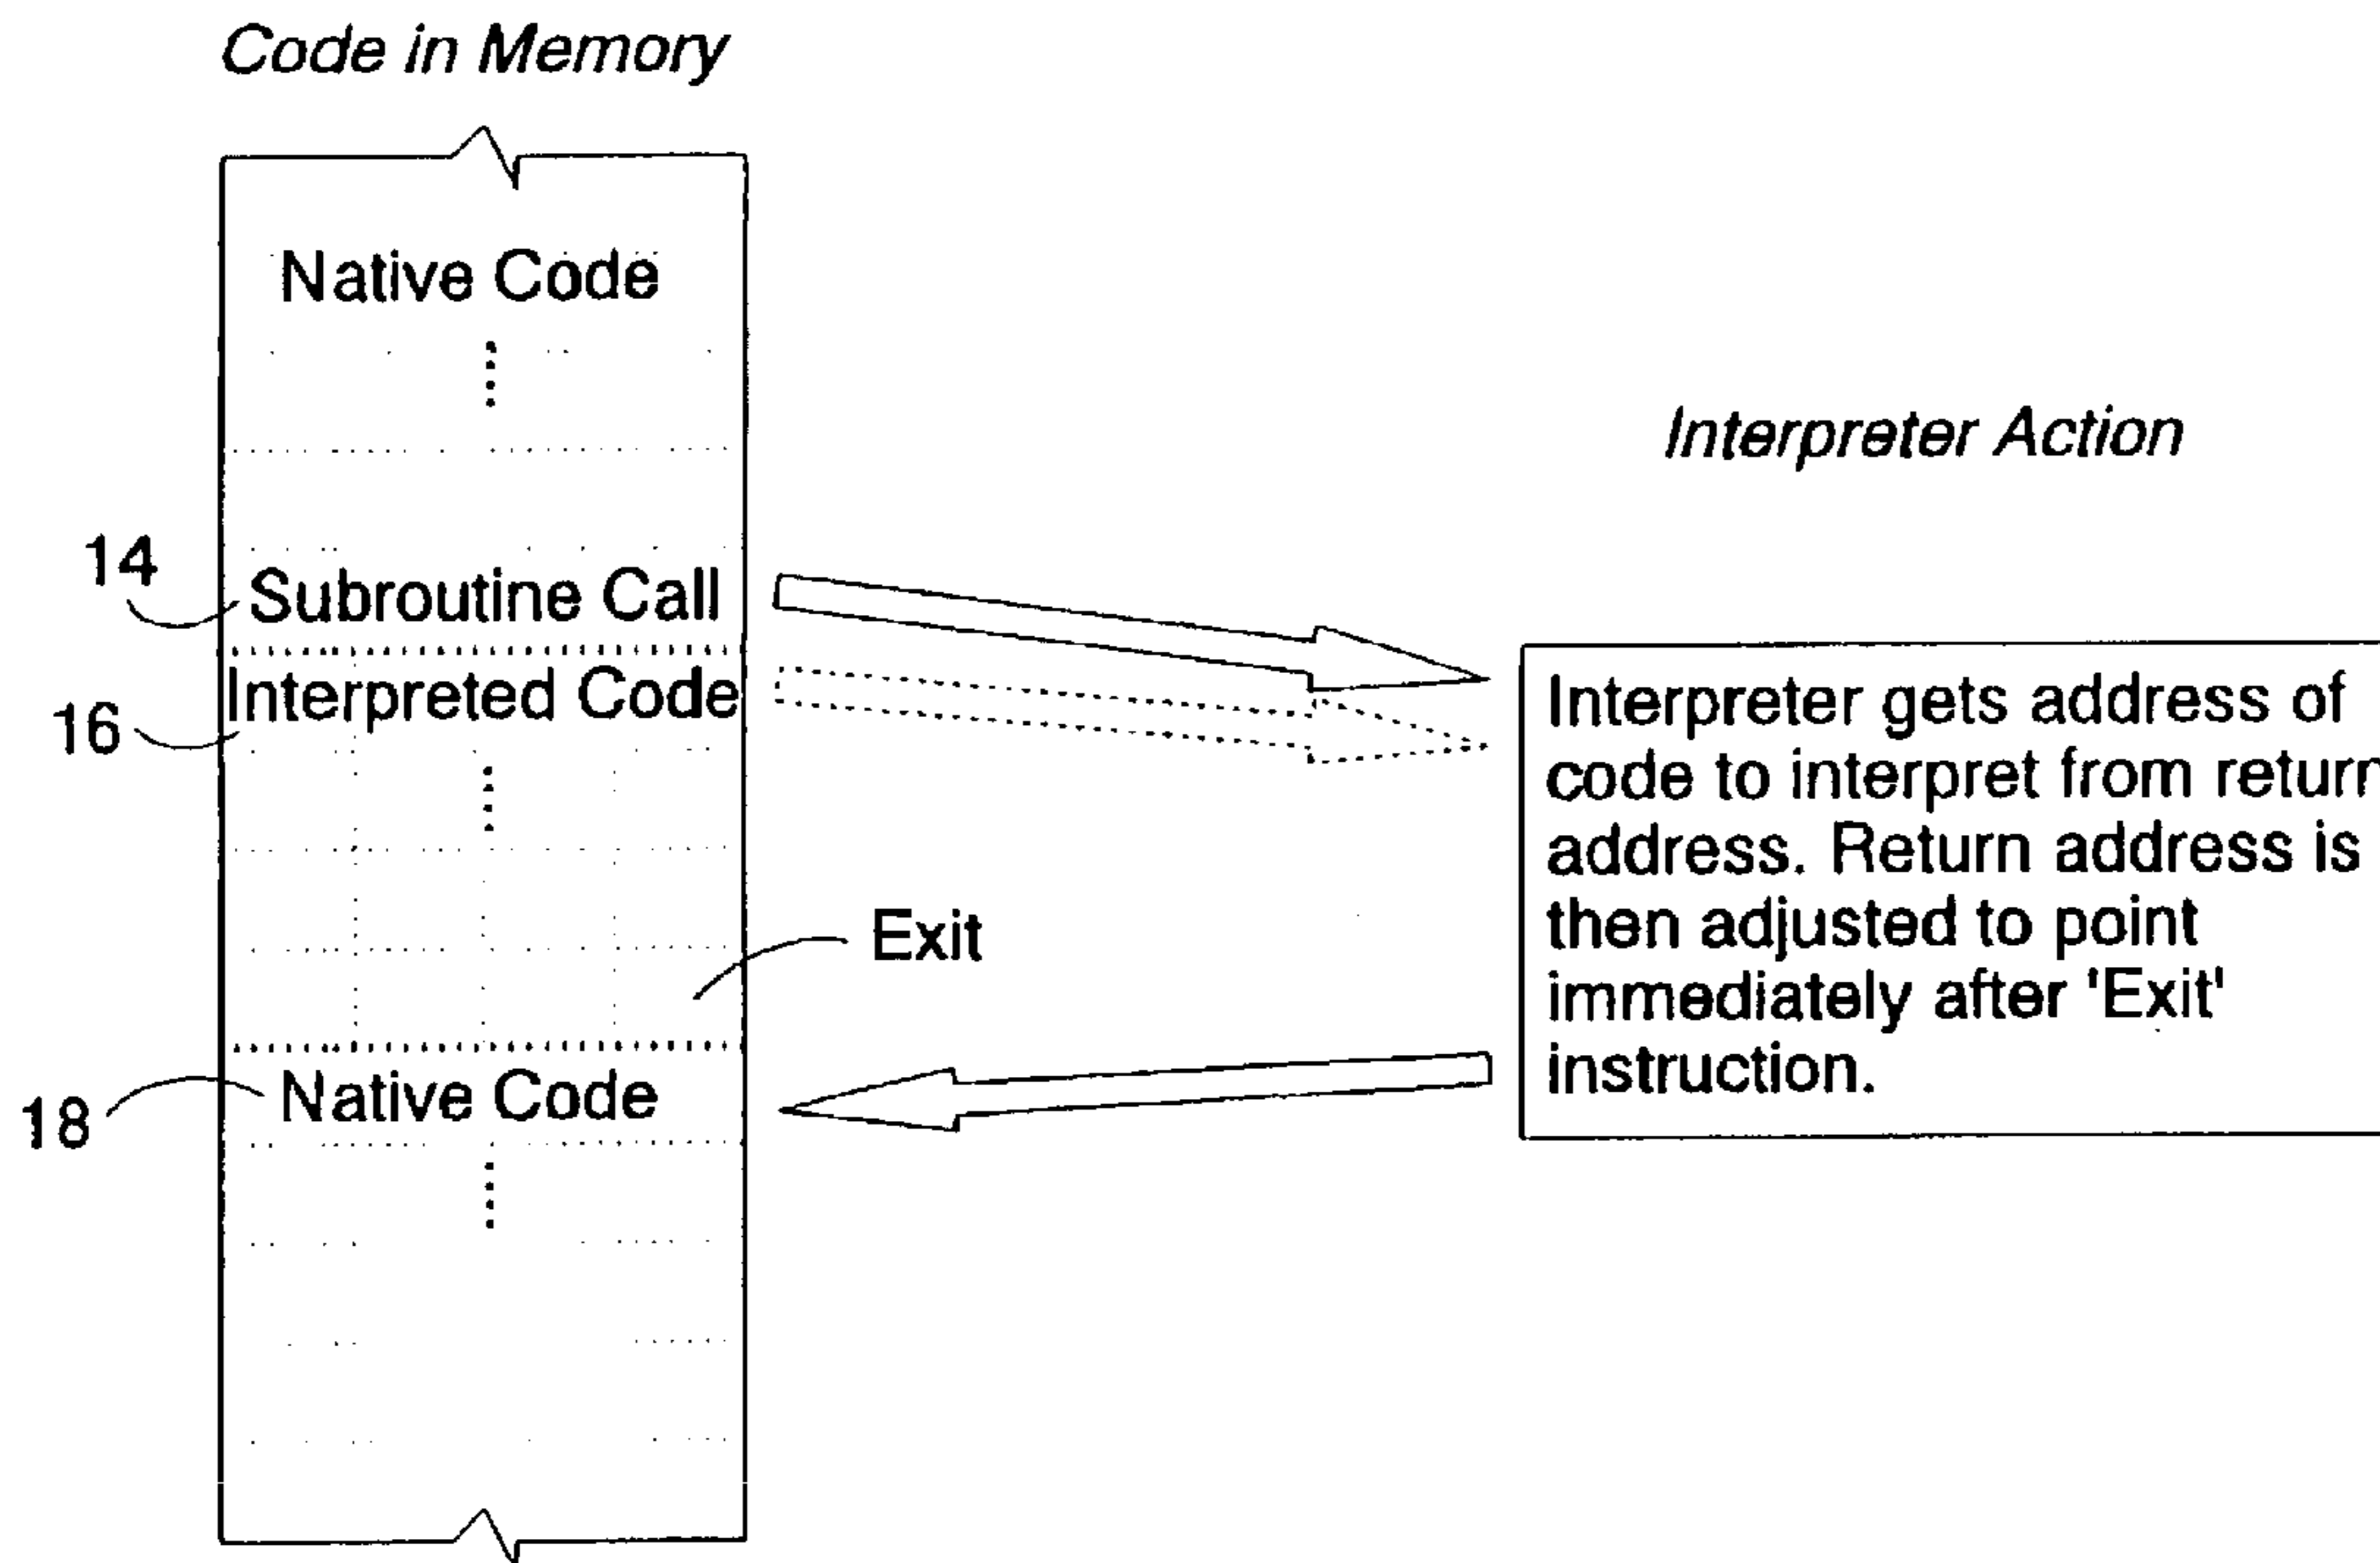 Code in Memory
Native Code
Interpreter Action
14
Subroutine Call
Interpreted Code
16
Interpreter gets address of
code to interpret from return
address. Return address is
then adjusted to point
immediately after 'Exit'
instruction.
Exit
Native Code
18